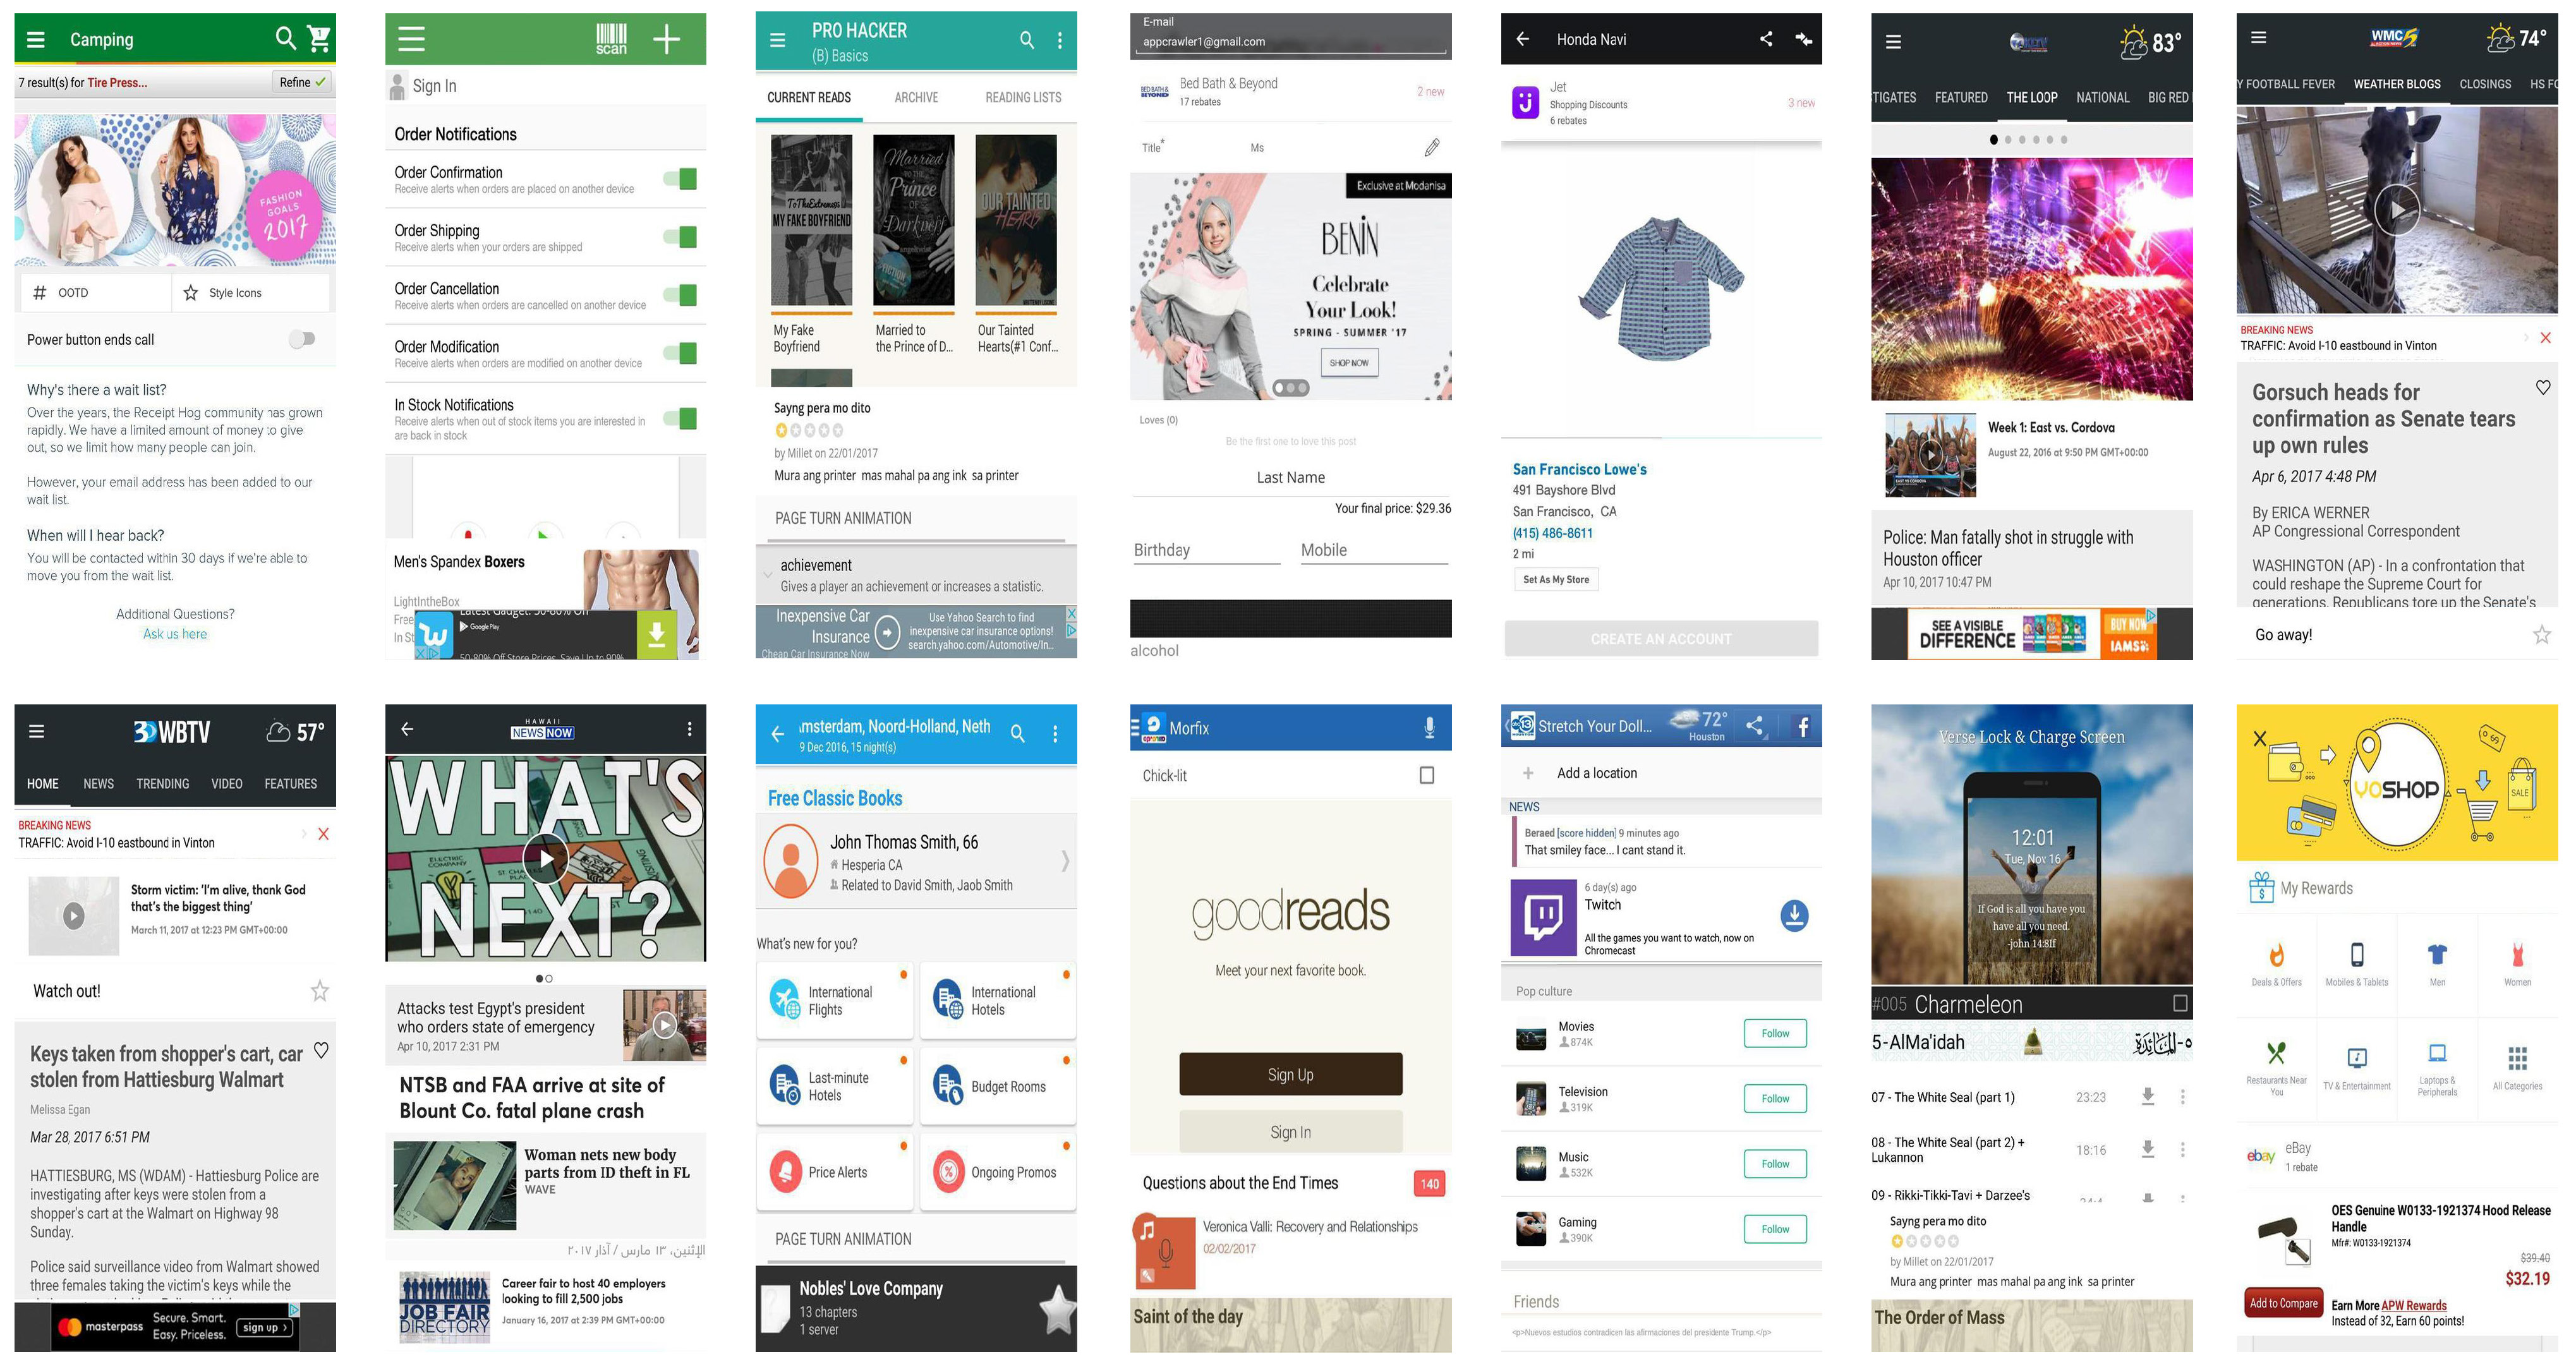 Camping
1
7 result(s) for Tire Press...
Refine
FASHION
GOALS
2017
# OOTD
Style Icons
Power button ends call
Why's there a wait list?
Over the years, the Receipt Hog community has grown
rapidly. We have a limited amount of money to give
out, so we limit how many people can join.
However, your email address has been added to our
wait list.
When will I hear back?
You will be contacted within 30 days if we're able to
move you from the wait list.
Additional Questions?
Ask us here
scan
Sign In
Order Notifications
Order Confirmation
Receive alerts when orders are placed on another device
Order Shipping
Receive alerts when your orders are shipped
Order Cancellation
Receive alerts when orders are cancelled on another device
Order Modification
Receive alerts when orders are modified on another device
In Stock Notifications
Receive alerts when out of stock items you are interested in
are back in stock
Men's Spandex Boxers
LightInTheBox
Free
In St
Latest Gadget: 50-80% Off
Google Play
50-80% Off Store Prices. Save Up to 90%
PRO HACKER
(B) Basics
CURRENT READS
ARCHIVE
READING LISTS
To The Extremes
MY FAKE BOYFRIEND
Married
TO THE
Prince
OF
Darkness
OUR TAINTED
HEARTS
My Fake
Boyfriend
Married to
the Prince of D...
Our Tainted
Hearts(#1 Conf...
Sayng pera mo dito
by Millet on 22/01/2017
Mura ang printer mas mahal pa ang ink sa printer
PAGE TURN ANIMATION
achievement
Gives a player an achievement or increases a statistic.
Inexpensive Car
Insurance
Cheap Car Insurance Now
Use Yahoo Search to find
inexpensive car insurance options!
search.yahoo.com/Automotive/In...
E-mail
appcrawler1@gmail.com
BED BATH &
BEYOND
Bed Bath & Beyond
17 rebates
2 new
Title*
Ms
Exclusive at Modanisa
BENIN
Celebrate
Your Look!
SPRING - SUMMER '17
SHOP NOW
Loves (0)
Be the first one to love this post
Last Name
Your final price: $29.36
Birthday
Mobile
alcohol
Honda Navi
Jet
Shopping Discounts
6 rebates
3 new
San Francisco Lowe's
491 Bayshore Blvd
San Francisco, CA
(415) 486-8611
2 mi
Set As My Store
CREATE AN ACCOUNT
83°
TIGATES
FEATURED
THE LOOP
NATIONAL
BIG RED
Week 1: East vs. Cordova
August 22, 2016 at 9:50 PM GMT+00:00
Police: Man fatally shot in struggle with
Houston officer
Apr 10, 2017 10:47 PM
SEE A VISIBLE
DIFFERENCE
BUY NOW
IAMS
WMC5
74°
Y FOOTBALL FEVER
WEATHER BLOGS
CLOSINGS
HS FO
BREAKING NEWS
TRAFFIC: Avoid I-10 eastbound in Vinton
Gorsuch heads for
confirmation as Senate tears
up own rules
Apr 6, 2017 4:48 PM
By ERICA WERNER
AP Congressional Correspondent
WASHINGTON (AP) - In a confrontation that
could reshape the Supreme Court for
generations, Republicans tore up the Senate's
Go away!
3 WBTV
57°
HOME
NEWS
TRENDING
VIDEO
FEATURES
BREAKING NEWS
TRAFFIC: Avoid I-10 eastbound in Vinton
Storm victim: 'I'm alive, thank God
that's the biggest thing'
March 11, 2017 at 12:23 PM GMT+00:00
Watch out!
Keys taken from shopper's cart, car
stolen from Hattiesburg Walmart
Melissa Egan
Mar 28, 2017 6:51 PM
HATTIESBURG, MS (WDAM) - Hattiesburg Police are
investigating after keys were stolen from a
shopper's cart at the Walmart on Highway 98
Sunday.
Police said surveillance video from Walmart showed
three females taking the victim's keys while the
masterpass
Secure. Smart.
Easy. Priceless.
sign up
HAWAII
NEWS NOW
ELECTRIC
COMPANY
WHAT'S
NEXT?
Attacks test Egypt's president
who orders state of emergency
Apr 10, 2017 2:31 PM
NTSB and FAA arrive at site of
Blount Co. fatal plane crash
Woman nets new body
parts from ID theft in FL
WAVE
الإثنين، ١٣ مارس / آذار ٢٠١٧
JOB FAIR
DIRECTORY
Career fair to host 40 employers
looking to fill 2,500 jobs
January 16, 2017 at 2:39 PM GMT+00:00
msterdam, Noord-Holland, Neth
9 Dec 2016, 15 night(s)
Free Classic Books
John Thomas Smith, 66
Hesperia CA
Related to David Smith, Jaob Smith
What's new for you?
International
Flights
International
Hotels
Last-minute
Hotels
Budget Rooms
Price Alerts
Ongoing Promos
PAGE TURN ANIMATION
Nobles' Love Company
13 chapters
1 server
Morfix
Chick-lit
goodreads
Meet your next favorite book.
Sign Up
Sign In
Questions about the End Times
140
Veronica Valli: Recovery and Relationships
02/02/2017
Saint of the day
abc13
Stretch Your Doll...
72°
Houston
Add a location
NEWS
Beraed [score hidden] 9 minutes ago
That smiley face... I cant stand it.
6 day(s) ago
Twitch
All the games you want to watch, now on
Chromecast
Pop culture
Movies
874K
Follow
Television
319K
Follow
Music
532K
Follow
Gaming
390K
Follow
Friends
<p>Nuevos estudios contradicen las afirmaciones del presidente Trump.</p>
Verse Lock & Charge Screen
12:01
Tue, Nov 16
If God is all you have you
have all you need.
-john 14:8lf
#005 Charmeleon
5-AlMa'idah
٥-المائدة
07 - The White Seal (part 1)
23:23
08 - The White Seal (part 2) +
Lukannon
18:16
09 - Rikki-Tikki-Tavi + Darzee's
Sayng pera mo dito
by Millet on 22/01/2017
Mura ang printer mas mahal pa ang ink sa printer
The Order of Mass
YOSHOP
SALE
My Rewards
Deals & Offers
Mobiles & Tablets
Men
Women
Restaurants Near
You
TV & Entertainment
Laptops &
Peripherals
All Categories
ebay
eBay
1 rebate
OES Genuine W0133-1921374 Hood Release
Handle
Mfr#: W0133-1921374
$39.40
$32.19
Add to Compare
Earn More APW Rewards
Instead of 32, Earn 60 points!